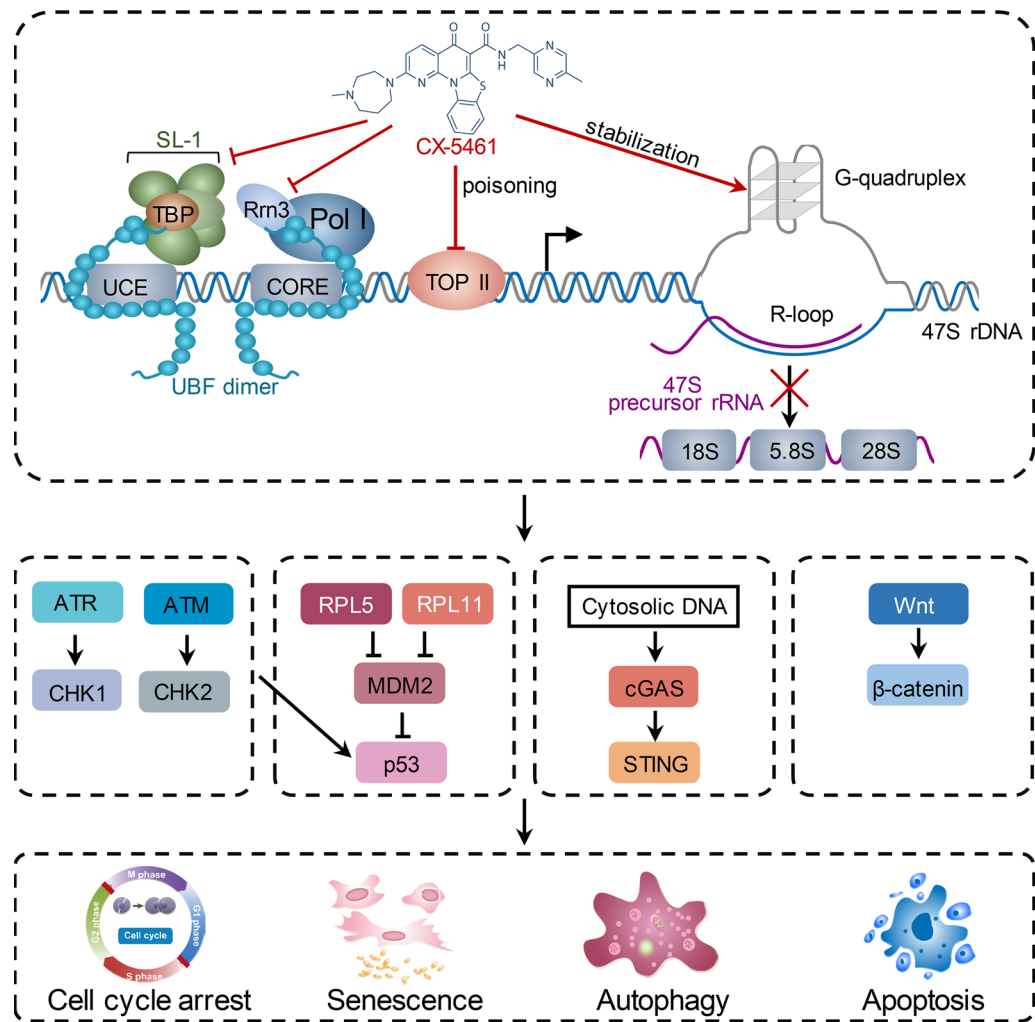 O
O
N
H
N
N
N
N
N
N
S
CX-5461
SL-1
TBP
Rrn3
Pol I
poisoning
stabilization
G-quadruplex
UCE
CORE
TOP II
R-loop
47S rDNA
UBF dimer
47S
precursor rRNA
18S
5.8S
28S
ATR
ATM
CHK1
CHK2
RPL5
RPL11
MDM2
p53
Cytosolic DNA
cGAS
STING
Wnt
β-catenin
M phase
G1 phase
S phase
G2 phase
Cell cycle
Cell cycle arrest
Senescence
Autophagy
Apoptosis